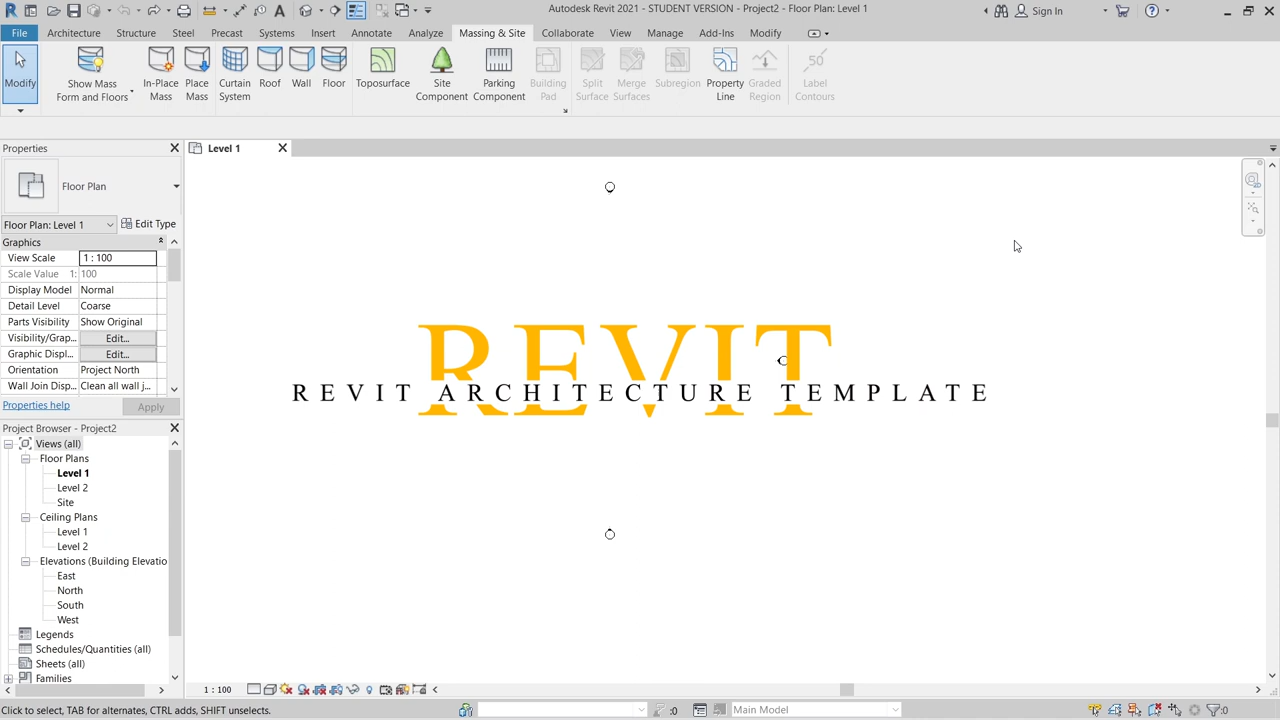 Autodesk Revit 2021 - STUDENT VERSION - Project2 - Floor Plan: Level 1
Sign In
File Architecture Structure Steel Precast Systems Insert Annotate Analyze Massing & Site Collaborate View Manage Add-Ins Modify
Modify
Show Mass
Form and Floors
In-Place
Mass
Place
Mass
Curtain
System
Roof
Wall
Floor
Toposurface
Site
Component
Parking
Component
Building
Pad
Split
Surface
Merge
Surfaces
Subregion
Property
Line
Graded
Region
Label
Contours
Properties
Level 1
Floor Plan
Floor Plan: Level 1
Edit Type
Graphics
View Scale 1 : 100
Scale Value 1: 100
Display Model Normal
Detail Level Coarse
Parts Visibility Show Original
Visibility/Grap... Edit...
Graphic Displ... Edit...
Orientation Project North
Wall Join Disp... Clean all wall j...
Properties help
Apply
REVIT
REVIT ARCHITECTURE TEMPLATE
Project Browser - Project2
Views (all)
Floor Plans
Level 1
Level 2
Site
Ceiling Plans
Level 1
Level 2
Elevations (Building Elevatio
East
North
South
West
Legends
Schedules/Quantities (all)
Sheets (all)
Families
1 : 100
Click to select, TAB for alternates, CTRL adds, SHIFT unselects.
:0
Main Model
:0